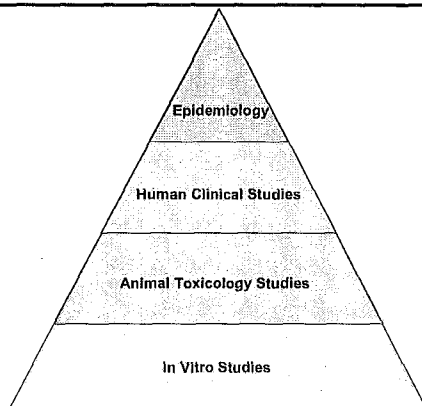 Epidemiology
Human Clinical Studies
Animal Toxicology Studies
In Vitro Studies